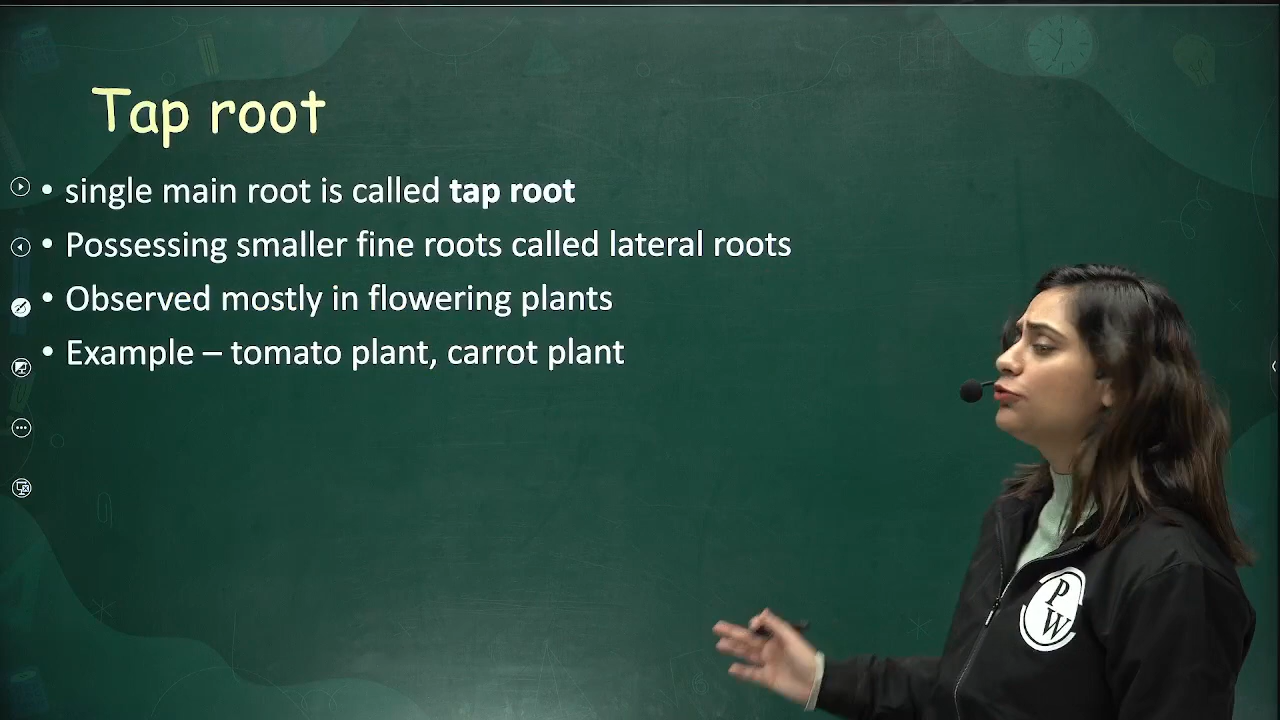 Tap root
• single main root is called tap root
• Possessing smaller fine roots called lateral roots
• Observed mostly in flowering plants
• Example – tomato plant, carrot plant
P
W